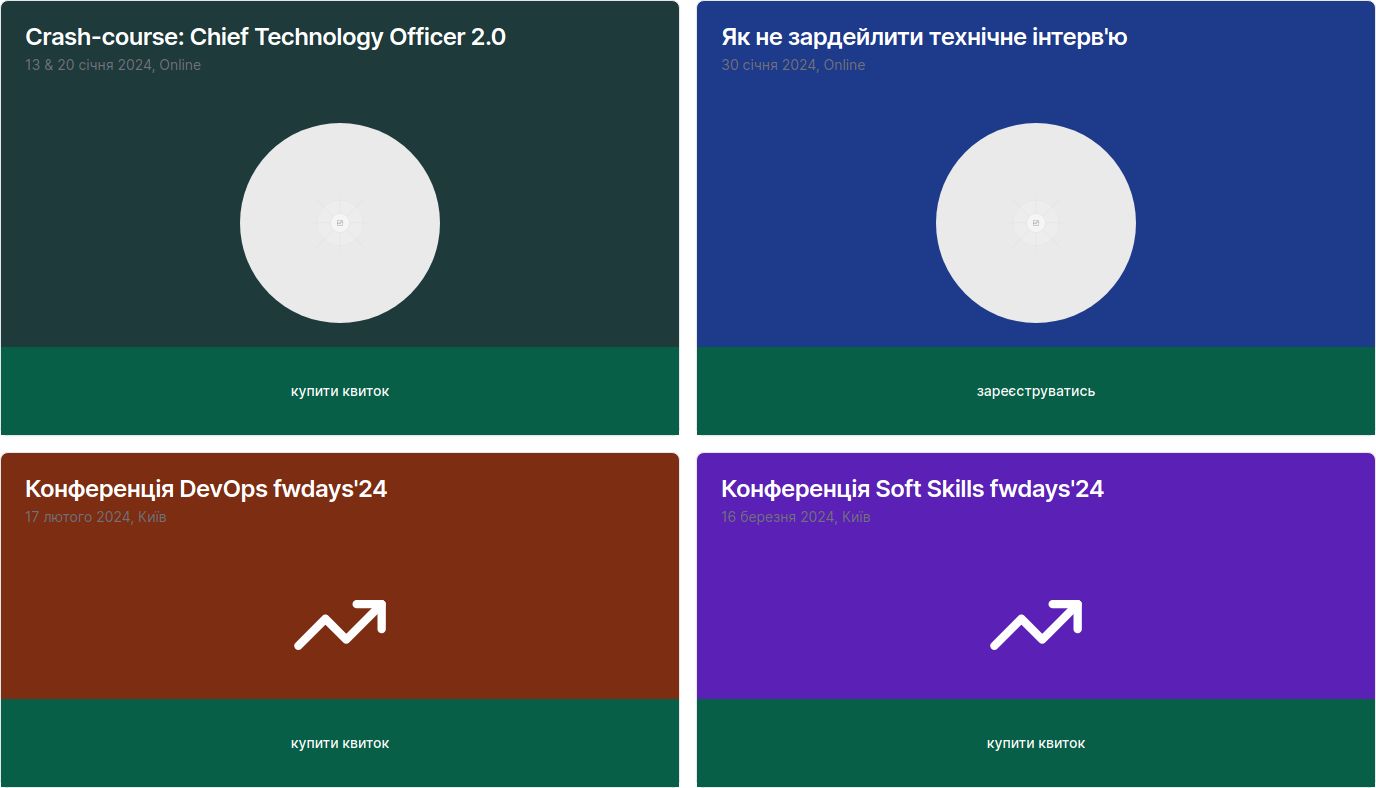 Crash-course: Chief Technology Officer 2.0
13 & 20 січня 2024, Online
купити квиток
Як не зардейлити технічне інтерв'ю
30 січня 2024, Online
зареєструватись
Конференція DevOps fwdays'24
17 лютого 2024, Київ
купити квиток
Конференція Soft Skills fwdays'24
16 березня 2024, Київ
купити квиток